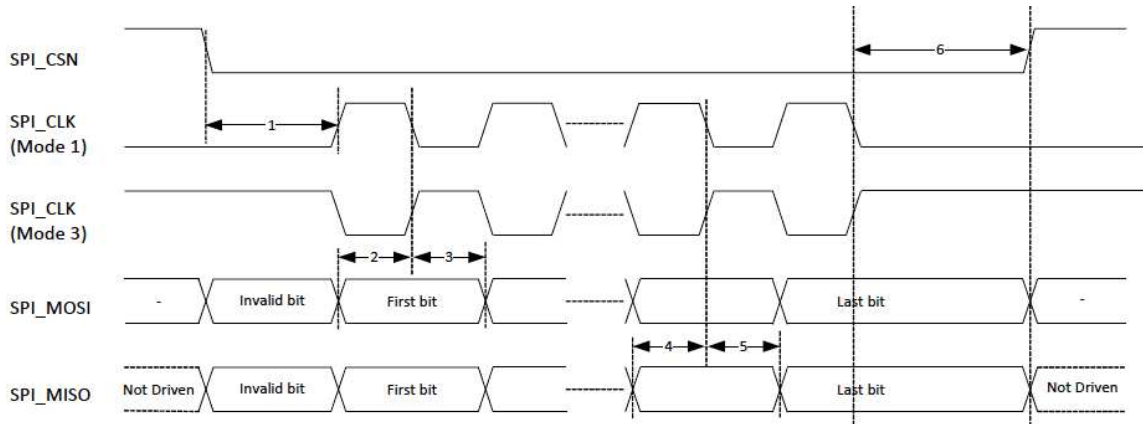 SPI_CSN
6
SPI_CLK
(Mode 1)
1
SPI_CLK
(Mode 3)
2
3
SPI_MOSI
-
Invalid bit
First bit
Last bit
-
4
5
SPI_MISO
Not Driven
Invalid bit
First bit
Last bit
Not Driven